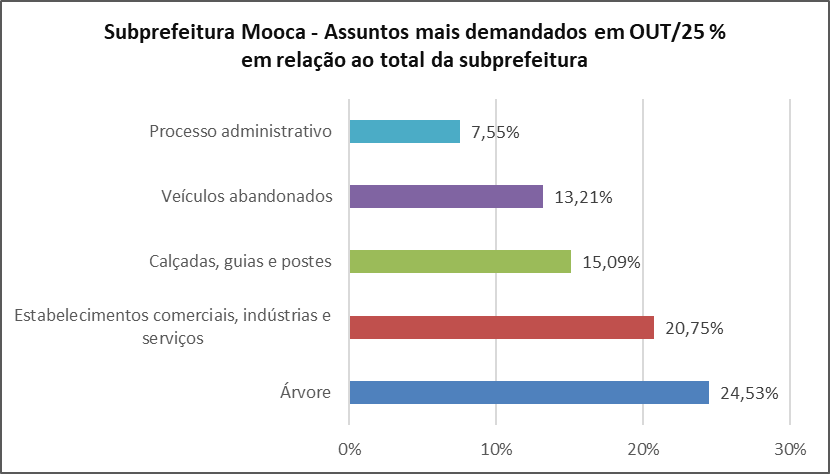 Subprefeitura Mooca - Assuntos mais demandados em OUT/25 %
em relação ao total da subprefeitura
Processo administrativo
7,55%
Veículos abandonados
13,21%
Calçadas, guias e postes
15,09%
Estabelecimentos comerciais, indústrias e
serviços
20,75%
Árvore
24,53%
0%
10%
20%
30%